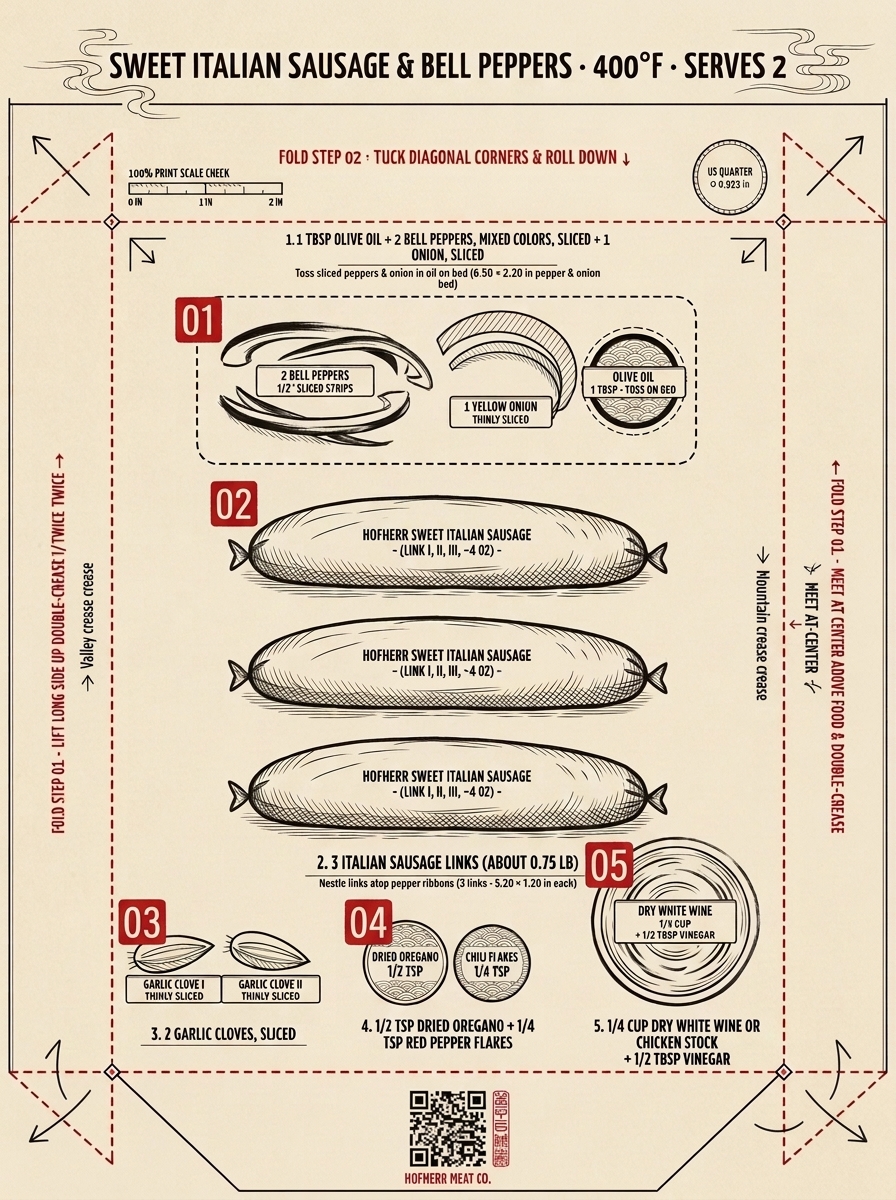 SWEET ITALIAN SAUSAGE & BELL PEPPERS · 400°F · SERVES 2
FOLD STEP 02 : TUCK DIAGONAL CORNERS & ROLL DOWN ↓
100% PRINT SCALE CHECK
0 IN 1 IN 2 IN
US QUARTER
0.923 in
1. 1 TBSP OLIVE OIL + 2 BELL PEPPERS, MIXED COLORS, SLICED + 1
ONION, SLICED
Toss sliced peppers & onion in oil on bed (6.50 × 2.20 in pepper & onion
bed)
01
2 BELL PEPPERS
1/2" SLICED STRIPS
1 YELLOW ONION
THINLY SLICED
OLIVE OIL
1 TBSP - TOSS ON BED
02
HOFHERR SWEET ITALIAN SAUSAGE
- (LINK I, II, III, ~4 OZ) -
HOFHERR SWEET ITALIAN SAUSAGE
- (LINK I, II, III, ~4 OZ) -
HOFHERR SWEET ITALIAN SAUSAGE
- (LINK I, II, III, ~4 OZ) -
FOLD STEP 01 - LIFT LONG SIDE UP DOUBLE-CREASE 1/TWICE TWICE →
→ Valley crease crease
→ Mountain crease crease
MEET AT-CENTER
← FOLD STEP 01 - MEET AT CENTER ADOVE FOOD & DOUBLE-CREASE
2. 3 ITALIAN SAUSAGE LINKS (ABOUT 0.75 LB)
Nestle links atop pepper ribbons (3 links - 5.20 × 1.20 in each)
05
DRY WNITE WINE
CUP
+ 1/2 TBSP VINEGAR
03
GARLIC CLOVE I
THINLY SLICED
GARLIC CLOVE II
THINLY SLICED
3. 2 GARLIC CLOVES, SLICED
04
DRIED OREGANO
1/2 TSP
CHIU FLAKES
1/4 TSP
4. 1/2 TSP DRIED OREGANO + 1/4
TSP RED PEPPER FLAKES
5. 1/4 CUP DRY WHITE WINE OR
CHICKEN STOCK
+ 1/2 TBSP VINEGAR
HOFHERR MEAT CO.